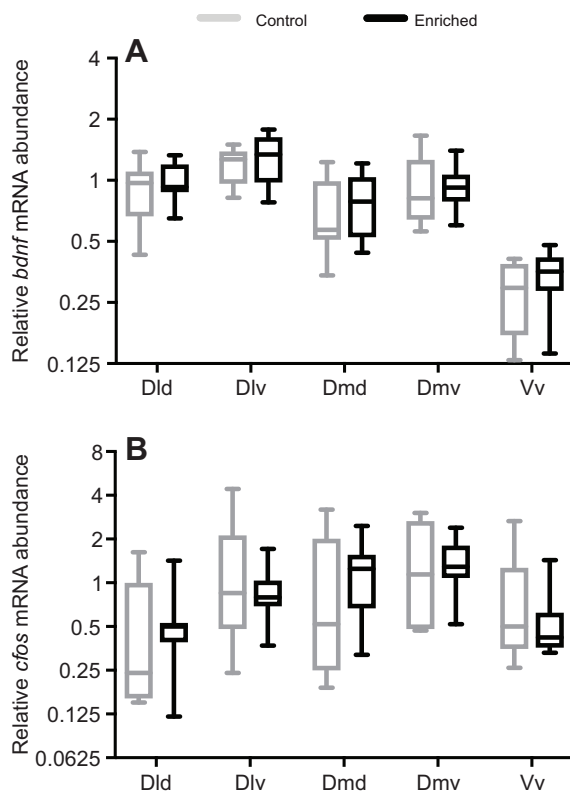 Control Enriched
A
Relative bdnf mRNA abundance
4
2
1
0.5
0.25
0.125
Dld Dlv Dmd Dmv Vv
B
Relative cfos mRNA abundance
8
4
2
1
0.5
0.25
0.125
0.0625
Dld Dlv Dmd Dmv Vv